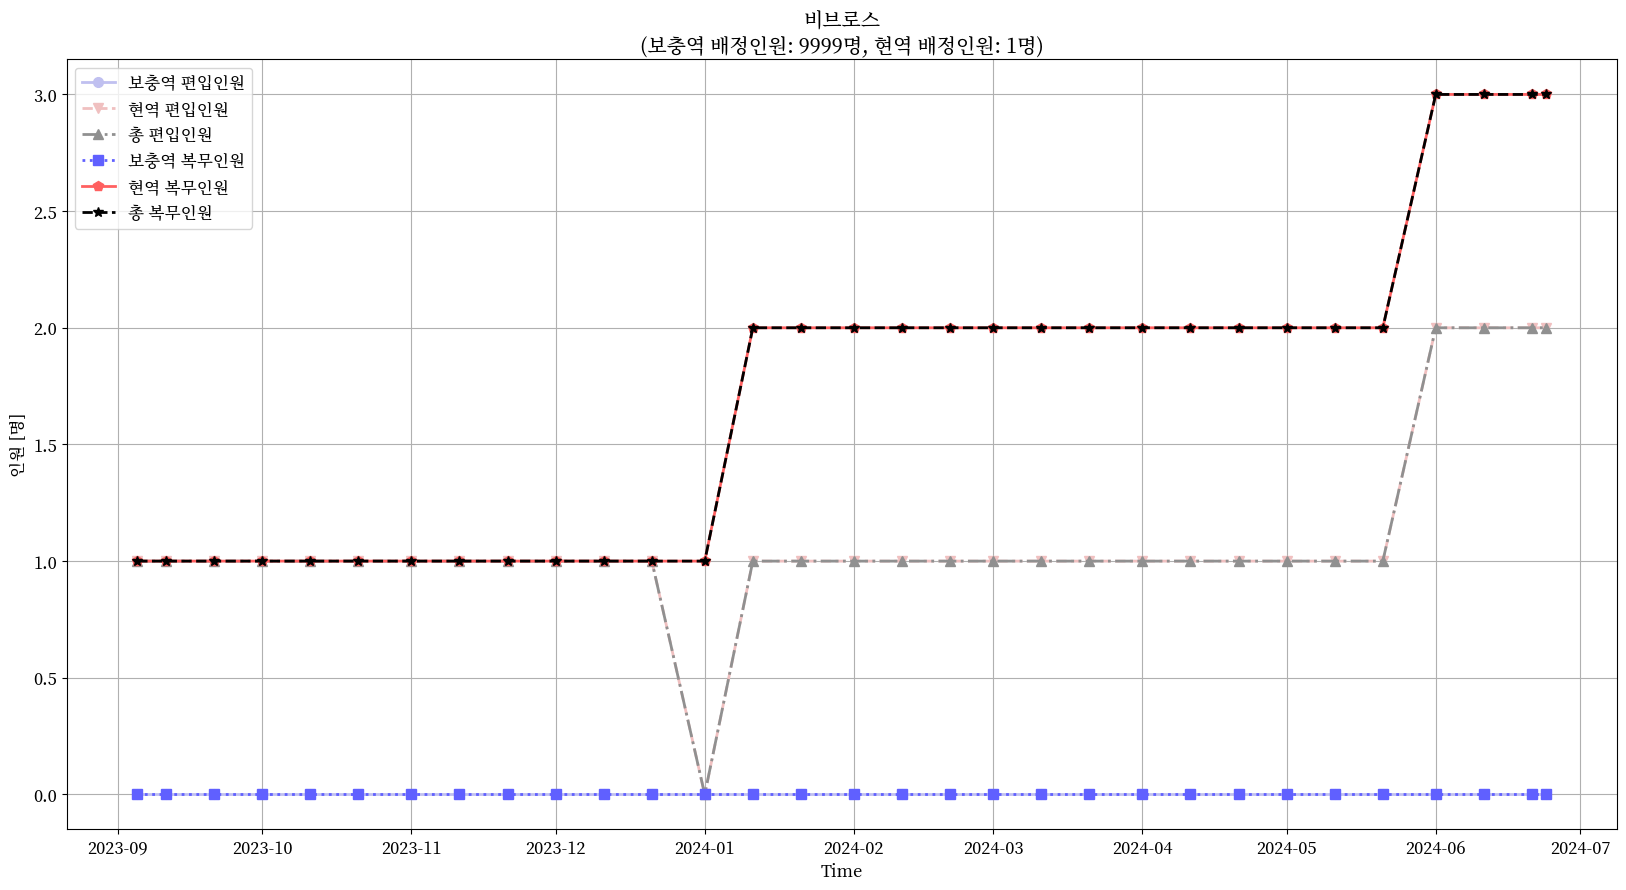 비브로스
(보충역 배정인원: 9999명, 현역 배정인원: 1명)
보충역 편입인원
현역 편입인원
총 편입인원
보충역 복무인원
현역 복무인원
총 복무인원
3.0
2.5
2.0
1.5
1.0
0.5
0.0
인원 [명]
2023-09 2023-10 2023-11 2023-12 2024-01 2024-02 2024-03 2024-04 2024-05 2024-06 2024-07
Time